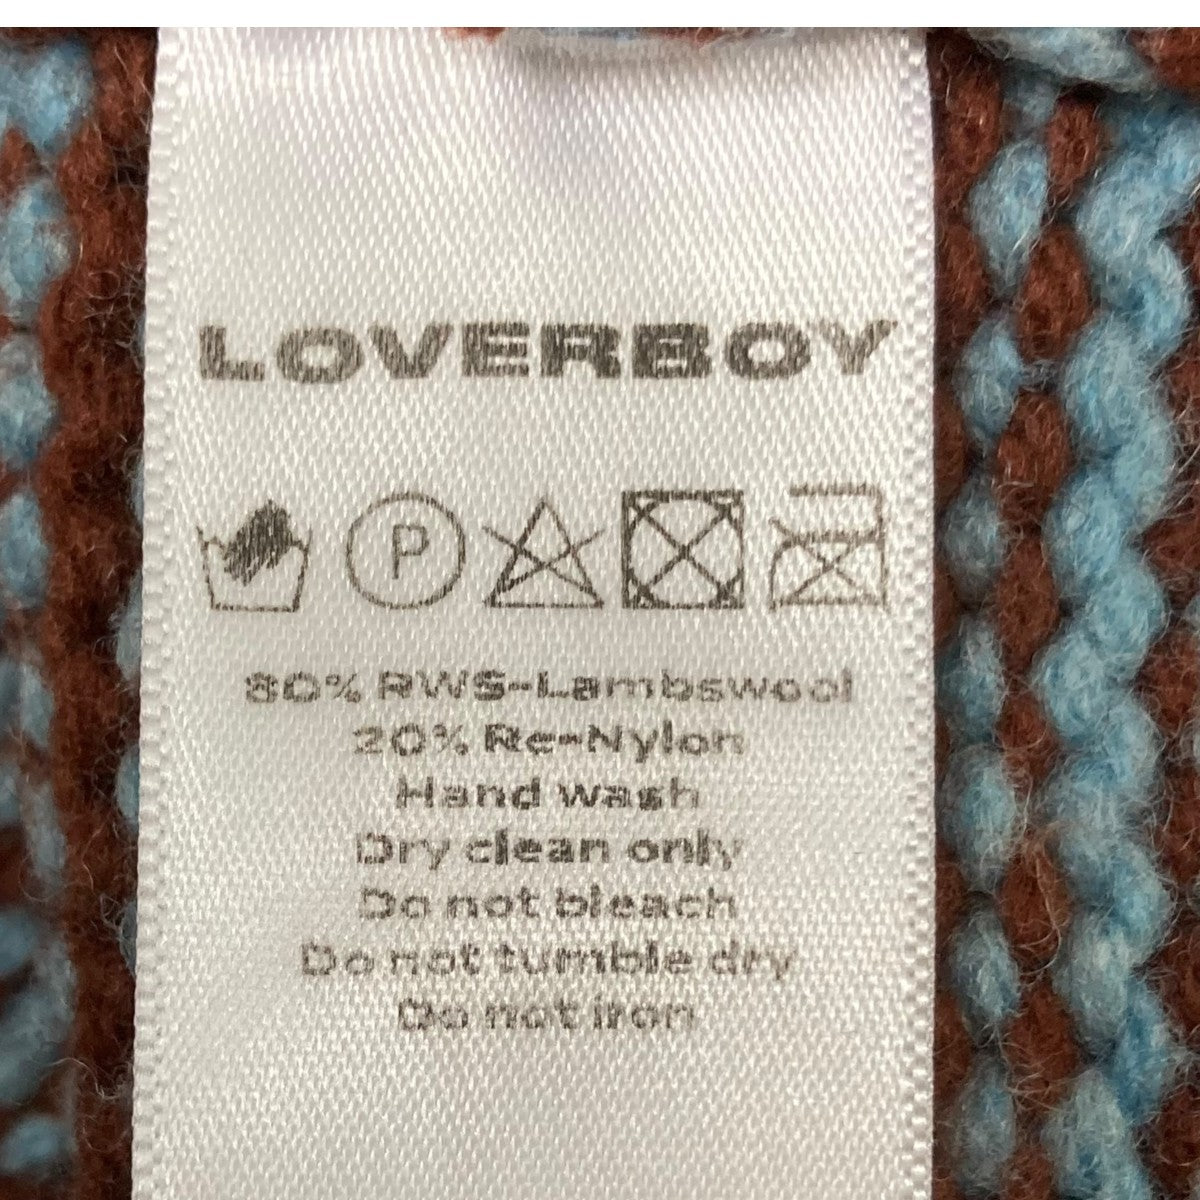 LOVERBOY
P
80% RWS-Lambswool
20% Re-Nylon
Hand wash
Dry clean only
Do not bleach
Do not tumble dry
Do not iron